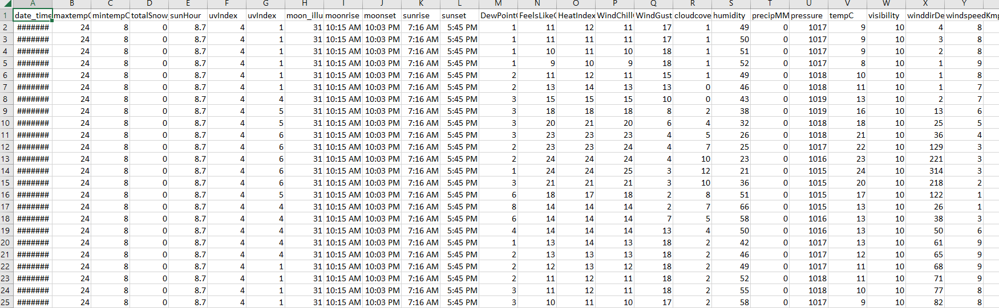 A B C D E F G H I J K L M N O P Q R S T U V W X Y
1 date_time maxtempC mintempC totalSnow_ sunHour uvIndex uvIndex moon_illu moonrise moonset sunrise sunset DewPointC FeelsLikeC HeatIndex WindChillC WindGust cloudcove humidity precipMM pressure tempC visibility winddirDe windspeedKmp
2 ####### 24 8 0 8.7 4 1 31 10:15 AM 10:03 PM 7:16 AM 5:45 PM 1 11 12 11 17 1 49 0 1017 9 10 4 8
3 ####### 24 8 0 8.7 4 1 31 10:15 AM 10:03 PM 7:16 AM 5:45 PM 1 11 11 11 17 1 50 0 1017 9 10 3 8
4 ####### 24 8 0 8.7 4 1 31 10:15 AM 10:03 PM 7:16 AM 5:45 PM 1 10 11 10 18 1 51 0 1017 9 10 2 8
5 ####### 24 8 0 8.7 4 1 31 10:15 AM 10:03 PM 7:16 AM 5:45 PM 1 9 10 9 18 1 52 0 1017 8 10 1 9
6 ####### 24 8 0 8.7 4 1 31 10:15 AM 10:03 PM 7:16 AM 5:45 PM 2 11 12 11 15 1 49 0 1018 10 10 1 8
7 ####### 24 8 0 8.7 4 1 31 10:15 AM 10:03 PM 7:16 AM 5:45 PM 2 13 14 13 13 0 46 0 1018 11 10 1 7
8 ####### 24 8 0 8.7 4 4 31 10:15 AM 10:03 PM 7:16 AM 5:45 PM 3 15 15 15 10 0 43 0 1019 13 10 2 7
9 ####### 24 8 0 8.7 4 5 31 10:15 AM 10:03 PM 7:16 AM 5:45 PM 3 18 18 18 8 2 38 0 1019 16 10 13 6
10 ####### 24 8 0 8.7 4 5 31 10:15 AM 10:03 PM 7:16 AM 5:45 PM 3 20 21 20 6 4 32 0 1018 18 10 25 5
11 ####### 24 8 0 8.7 4 6 31 10:15 AM 10:03 PM 7:16 AM 5:45 PM 3 23 23 23 4 5 26 0 1018 21 10 36 4
12 ####### 24 8 0 8.7 4 6 31 10:15 AM 10:03 PM 7:16 AM 5:45 PM 2 23 23 24 4 7 25 0 1017 22 10 129 3
13 ####### 24 8 0 8.7 4 6 31 10:15 AM 10:03 PM 7:16 AM 5:45 PM 2 24 24 24 4 10 23 0 1016 23 10 221 3
14 ####### 24 8 0 8.7 4 6 31 10:15 AM 10:03 PM 7:16 AM 5:45 PM 1 24 24 25 3 12 21 0 1015 24 10 314 3
15 ####### 24 8 0 8.7 4 6 31 10:15 AM 10:03 PM 7:16 AM 5:45 PM 3 21 21 21 3 10 36 0 1015 20 10 218 2
16 ####### 24 8 0 8.7 4 5 31 10:15 AM 10:03 PM 7:16 AM 5:45 PM 6 18 17 18 2 8 51 0 1015 17 10 122 1
17 ####### 24 8 0 8.7 4 4 31 10:15 AM 10:03 PM 7:16 AM 5:45 PM 8 14 14 14 2 7 66 0 1015 13 10 26 1
18 ####### 24 8 0 8.7 4 4 31 10:15 AM 10:03 PM 7:16 AM 5:45 PM 6 14 14 14 7 5 58 0 1016 13 10 38 3
19 ####### 24 8 0 8.7 4 4 31 10:15 AM 10:03 PM 7:16 AM 5:45 PM 4 14 14 14 13 4 50 0 1016 13 10 50 6
20 ####### 24 8 0 8.7 4 4 31 10:15 AM 10:03 PM 7:16 AM 5:45 PM 1 13 14 13 18 2 42 0 1017 13 10 61 9
21 ####### 24 8 0 8.7 4 4 31 10:15 AM 10:03 PM 7:16 AM 5:45 PM 2 13 13 13 18 2 46 0 1017 12 10 65 9
22 ####### 24 8 0 8.7 4 1 31 10:15 AM 10:03 PM 7:16 AM 5:45 PM 2 12 13 12 18 2 49 0 1017 11 10 68 9
23 ####### 24 8 0 8.7 4 1 31 10:15 AM 10:03 PM 7:16 AM 5:45 PM 2 11 12 11 18 2 52 0 1018 11 10 71 9
24 ####### 24 8 0 8.7 4 1 31 10:15 AM 10:03 PM 7:16 AM 5:45 PM 3 11 12 11 18 2 55 0 1018 10 10 77 8
25 ####### 24 8 0 8.7 4 1 31 10:15 AM 10:03 PM 7:16 AM 5:45 PM 3 10 11 10 17 2 58 0 1017 9 10 82 8